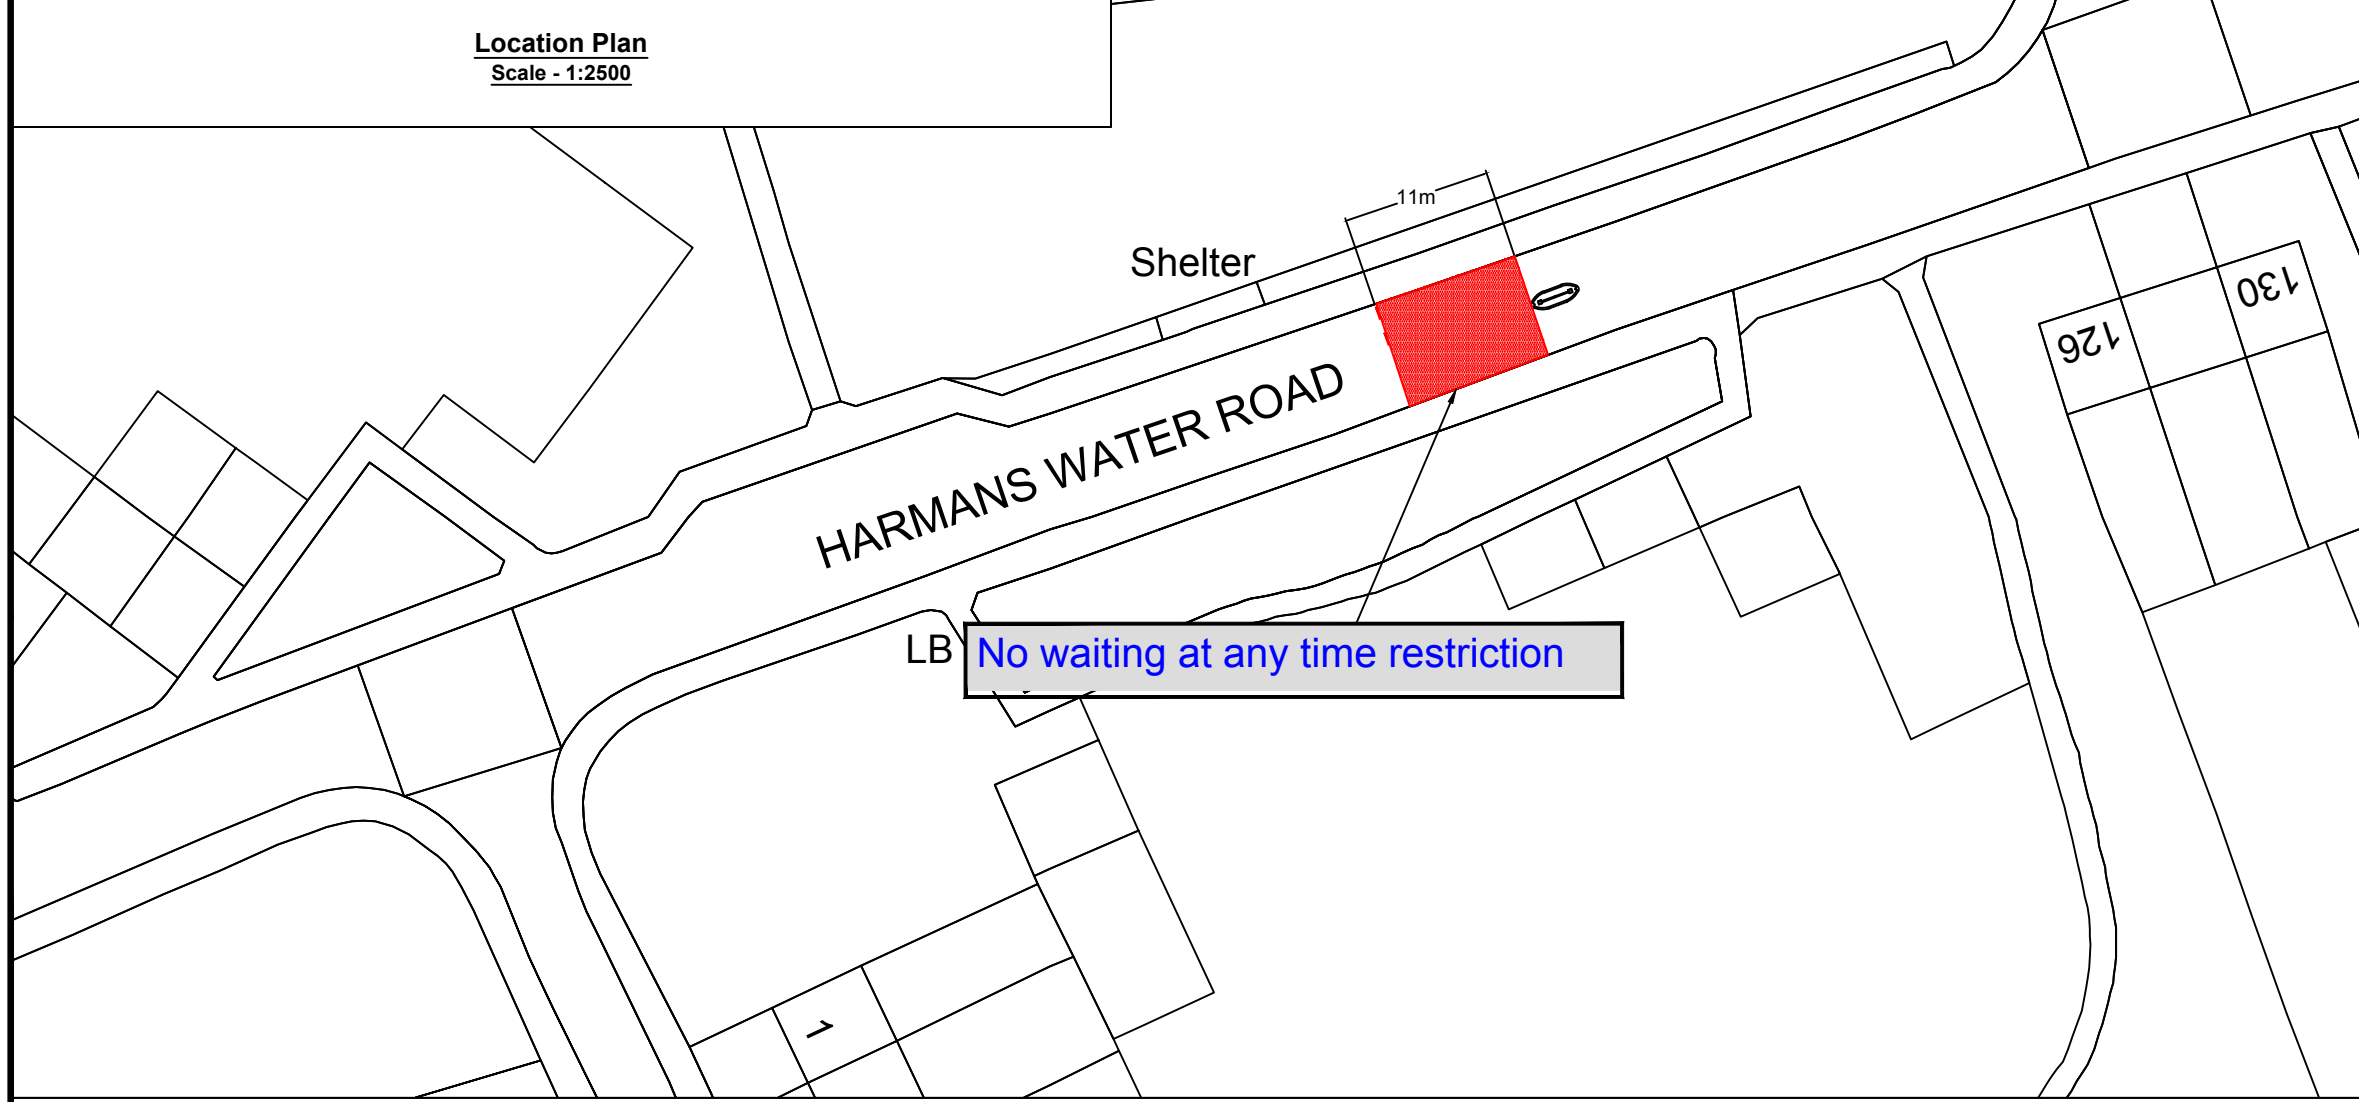 Location Plan
Scale - 1:2500
11m
Shelter
HARMANS WATER ROAD
130
126
LB
No waiting at any time restriction
1